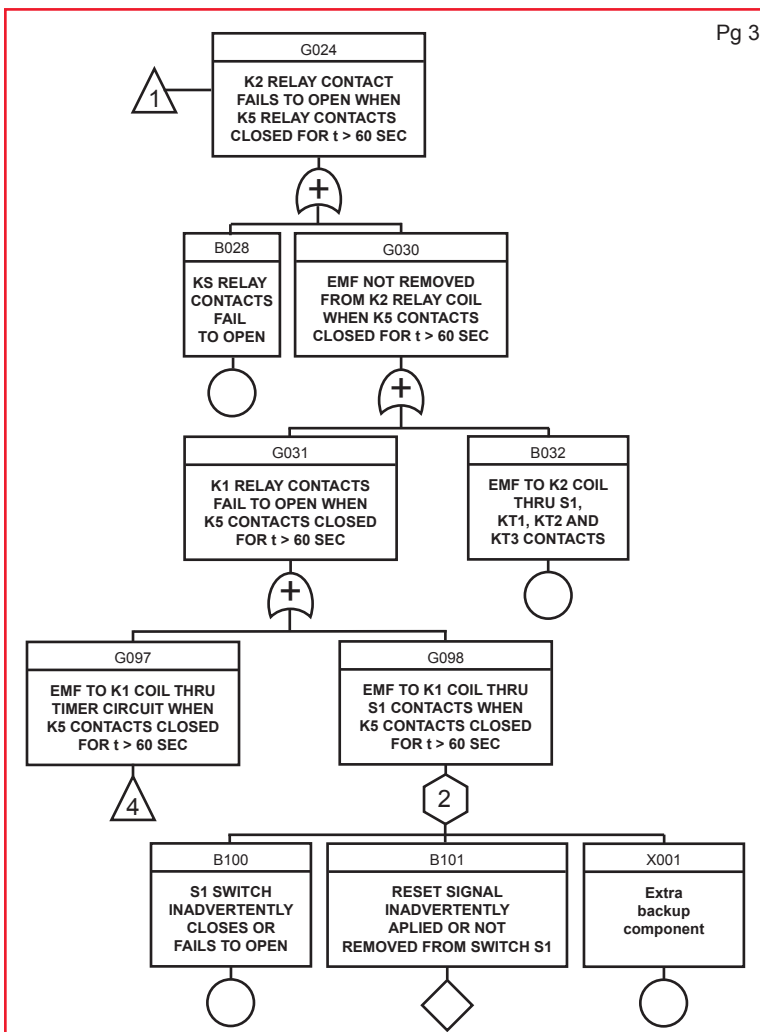 Pg 3
G024
1
K2 RELAY CONTACT
FAILS TO OPEN WHEN
K5 RELAY CONTACTS
CLOSED FOR t > 60 SEC
+
B028
KS RELAY
CONTACTS
FAIL
TO OPEN
G030
EMF NOT REMOVED
FROM K2 RELAY COIL
WHEN K5 CONTACTS
CLOSED FOR t > 60 SEC
+
G031
K1 RELAY CONTACTS
FAIL TO OPEN WHEN
K5 CONTACTS CLOSED
FOR t > 60 SEC
B032
EMF TO K2 COIL
THRU S1,
KT1, KT2 AND
KT3 CONTACTS
+
G097
EMF TO K1 COIL THRU
TIMER CIRCUIT WHEN
K5 CONTACTS CLOSED
FOR t > 60 SEC
4
G098
EMF TO K1 COIL THRU
S1 CONTACTS WHEN
K5 CONTACTS CLOSED
FOR t > 60 SEC
2
B100
S1 SWITCH
INADVERTENTLY
CLOSES OR
FAILS TO OPEN
B101
RESET SIGNAL
INADVERTENTLY
APLIED OR NOT
REMOVED FROM SWITCH S1
X001
Extra
backup
component